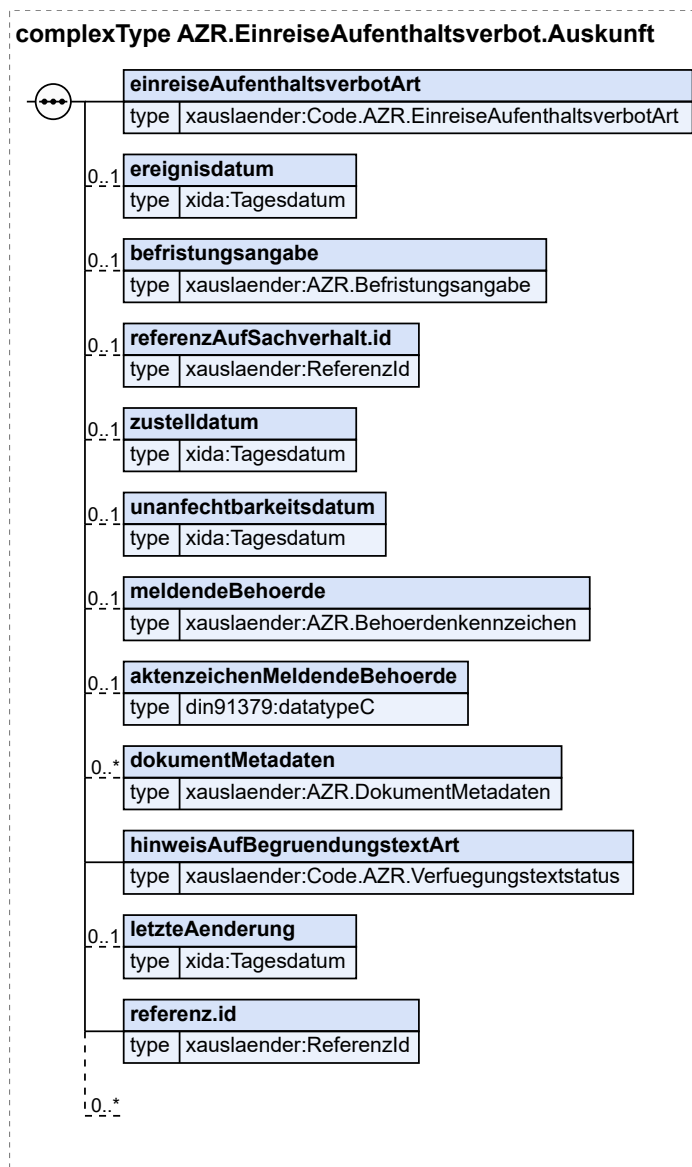 complexType AZR.EinreiseAufenthaltsverbot.Auskunft
einreiseAufenthaltsverbotArt
type xauslaender:Code.AZR.EinreiseAufenthaltsverbotArt
0..1 ereignisdatum
type xida:Tagesdatum
0..1 befristungsangabe
type xauslaender:AZR.Befristungsangabe
0..1 referenzAufSachverhalt.id
type xauslaender:ReferenzId
0..1 zustelldatum
type xida:Tagesdatum
0..1 unanfechtbarkeitsdatum
type xida:Tagesdatum
0..1 meldendeBehoerde
type xauslaender:AZR.Behoerdenkennzeichen
0..1 aktenzeichenMeldendeBehoerde
type din91379:datatypeC
0..* dokumentMetadaten
type xauslaender:AZR.DokumentMetadaten
hinweisAufBegruendungstextArt
type xauslaender:Code.AZR.Verfuegungstextstatus
0..1 letzteAenderung
type xida:Tagesdatum
referenz.id
type xauslaender:ReferenzId
0..*